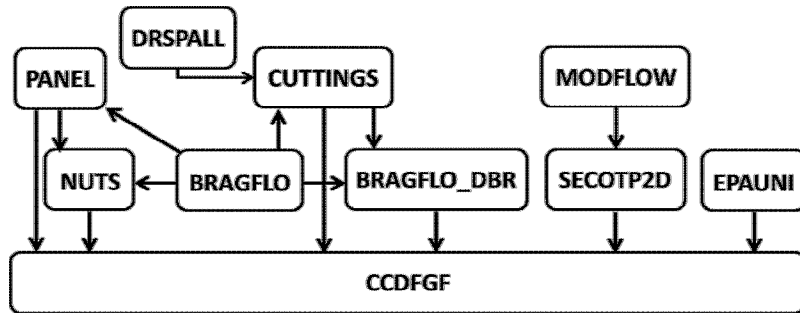 DRSPALL
PANEL
CUTTINGS
MODFLOW
NUTS
BRAGFLO
BRAGFLO_DBR
SECOTP2D
EPAUNI
CCDFGF